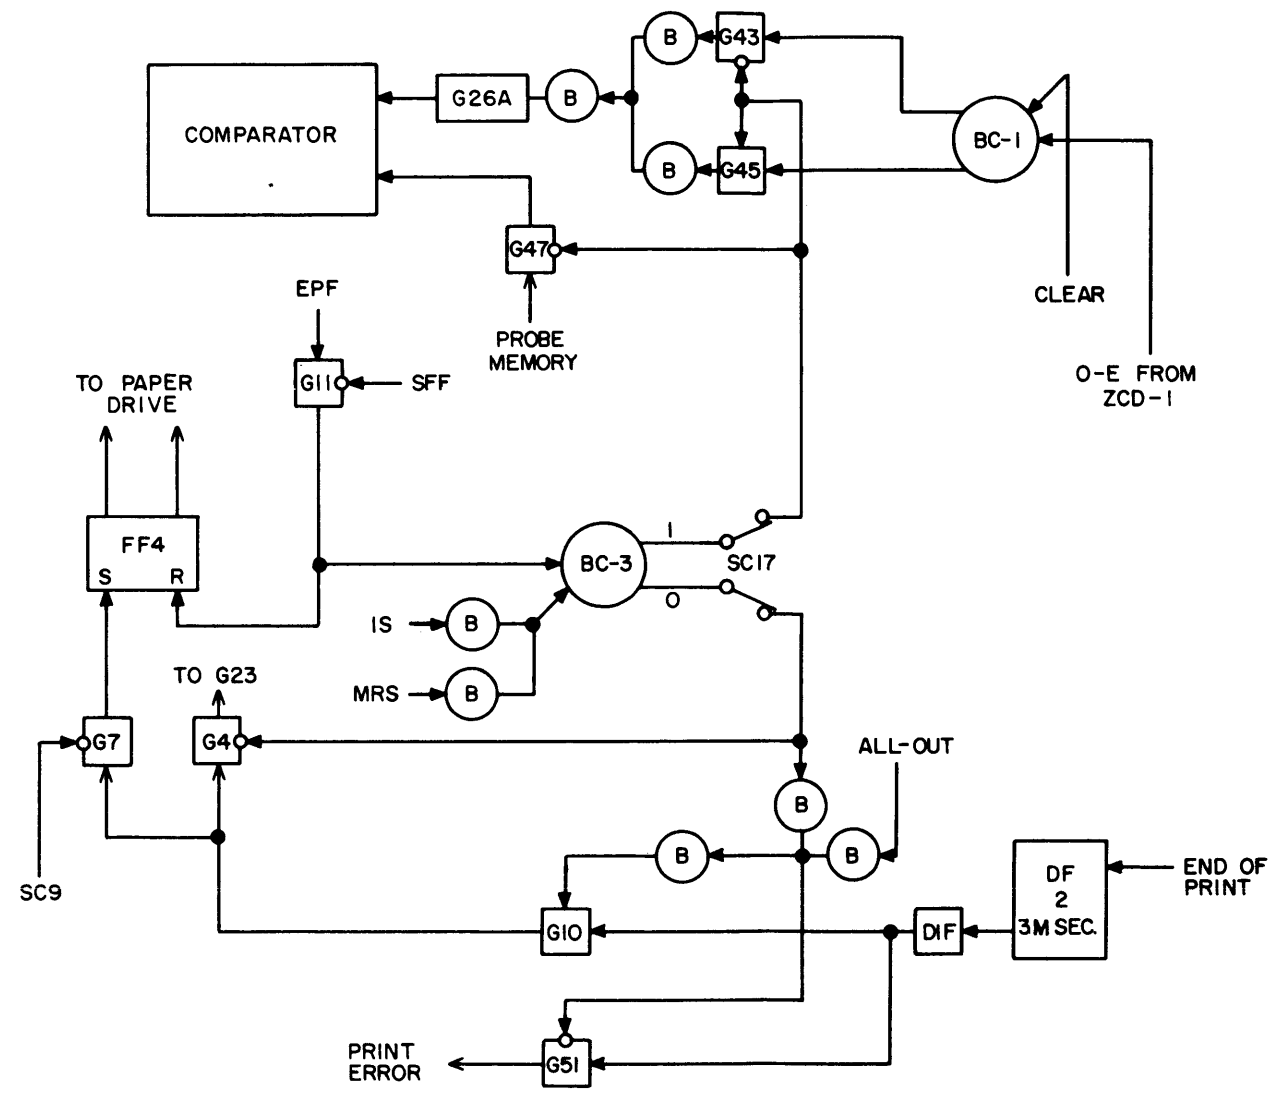 B
G43
COMPARATOR
G26A
B
BC-1
B
G45
G47
CLEAR
EPF
PROBE
MEMORY
G11
SFF
O-E FROM
ZCD-1
TO PAPER
DRIVE
FF4
S R
1
BC-3
SC17
0
IS
B
TO G23
MRS
B
G7
G4
ALL-OUT
B
B
B
SC9
DF
2
3M SEC.
END OF
PRINT
G10
DIF
PRINT
ERROR
G51